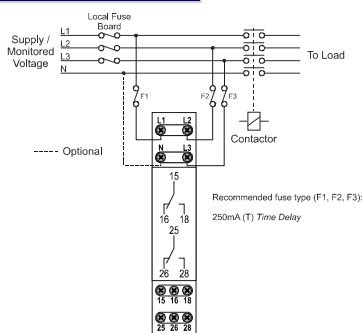 Local Fuse
Board
Supply /
Monitored
Voltage
L1
L2
L3
N
To Load
F1
F2
F3
Contactor
L1 L2
N L3
Optional
15
16 18
25
26 28
Recommended fuse type (F1, F2, F3):
250mA (T) Time Delay
15 16 18
25 26 28